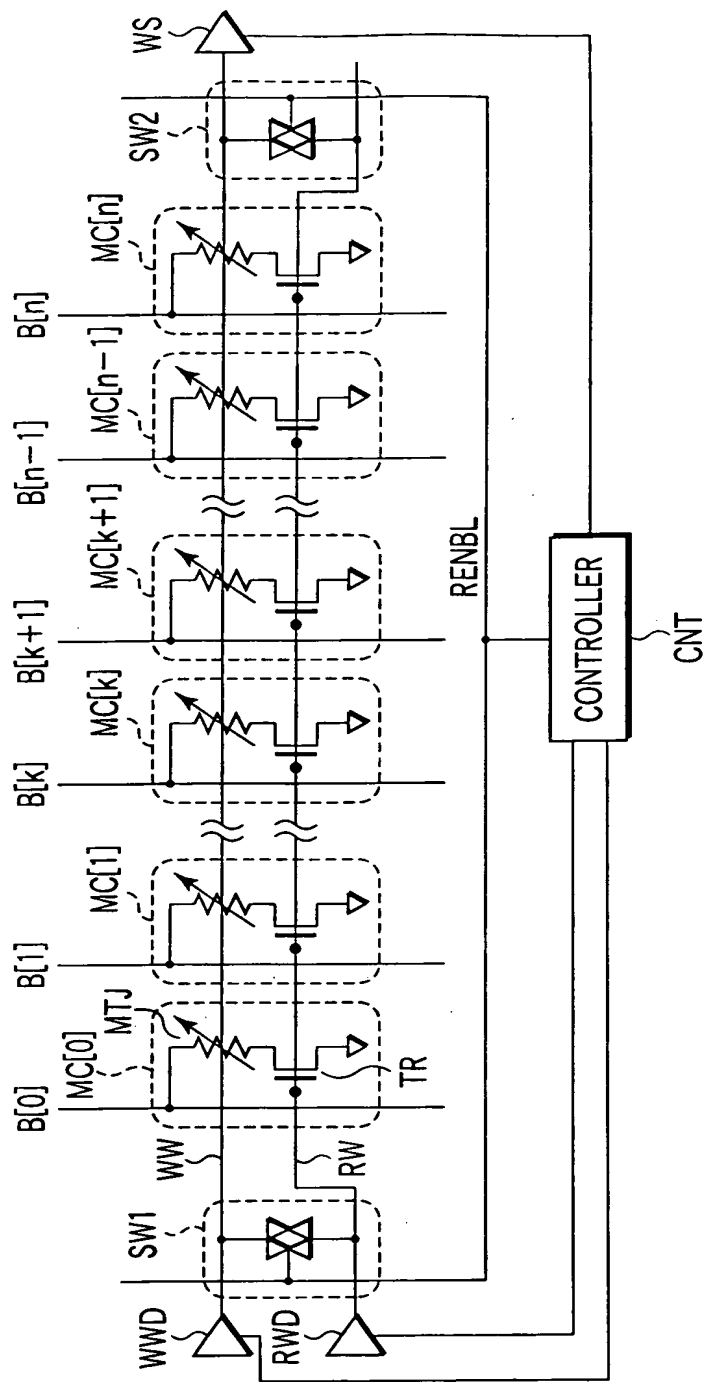 B[0]
B[1]
B[k]
B[k+1]
B[n-1]
B[n]
MC[0]
MC[1]
MC[k]
MC[k+1]
MC[n-1]
MC[n]
MTJ
SW1
SW2
WWD
WW
WS
RWD
RW
TR
RENBL
CONTROLLER
CNT